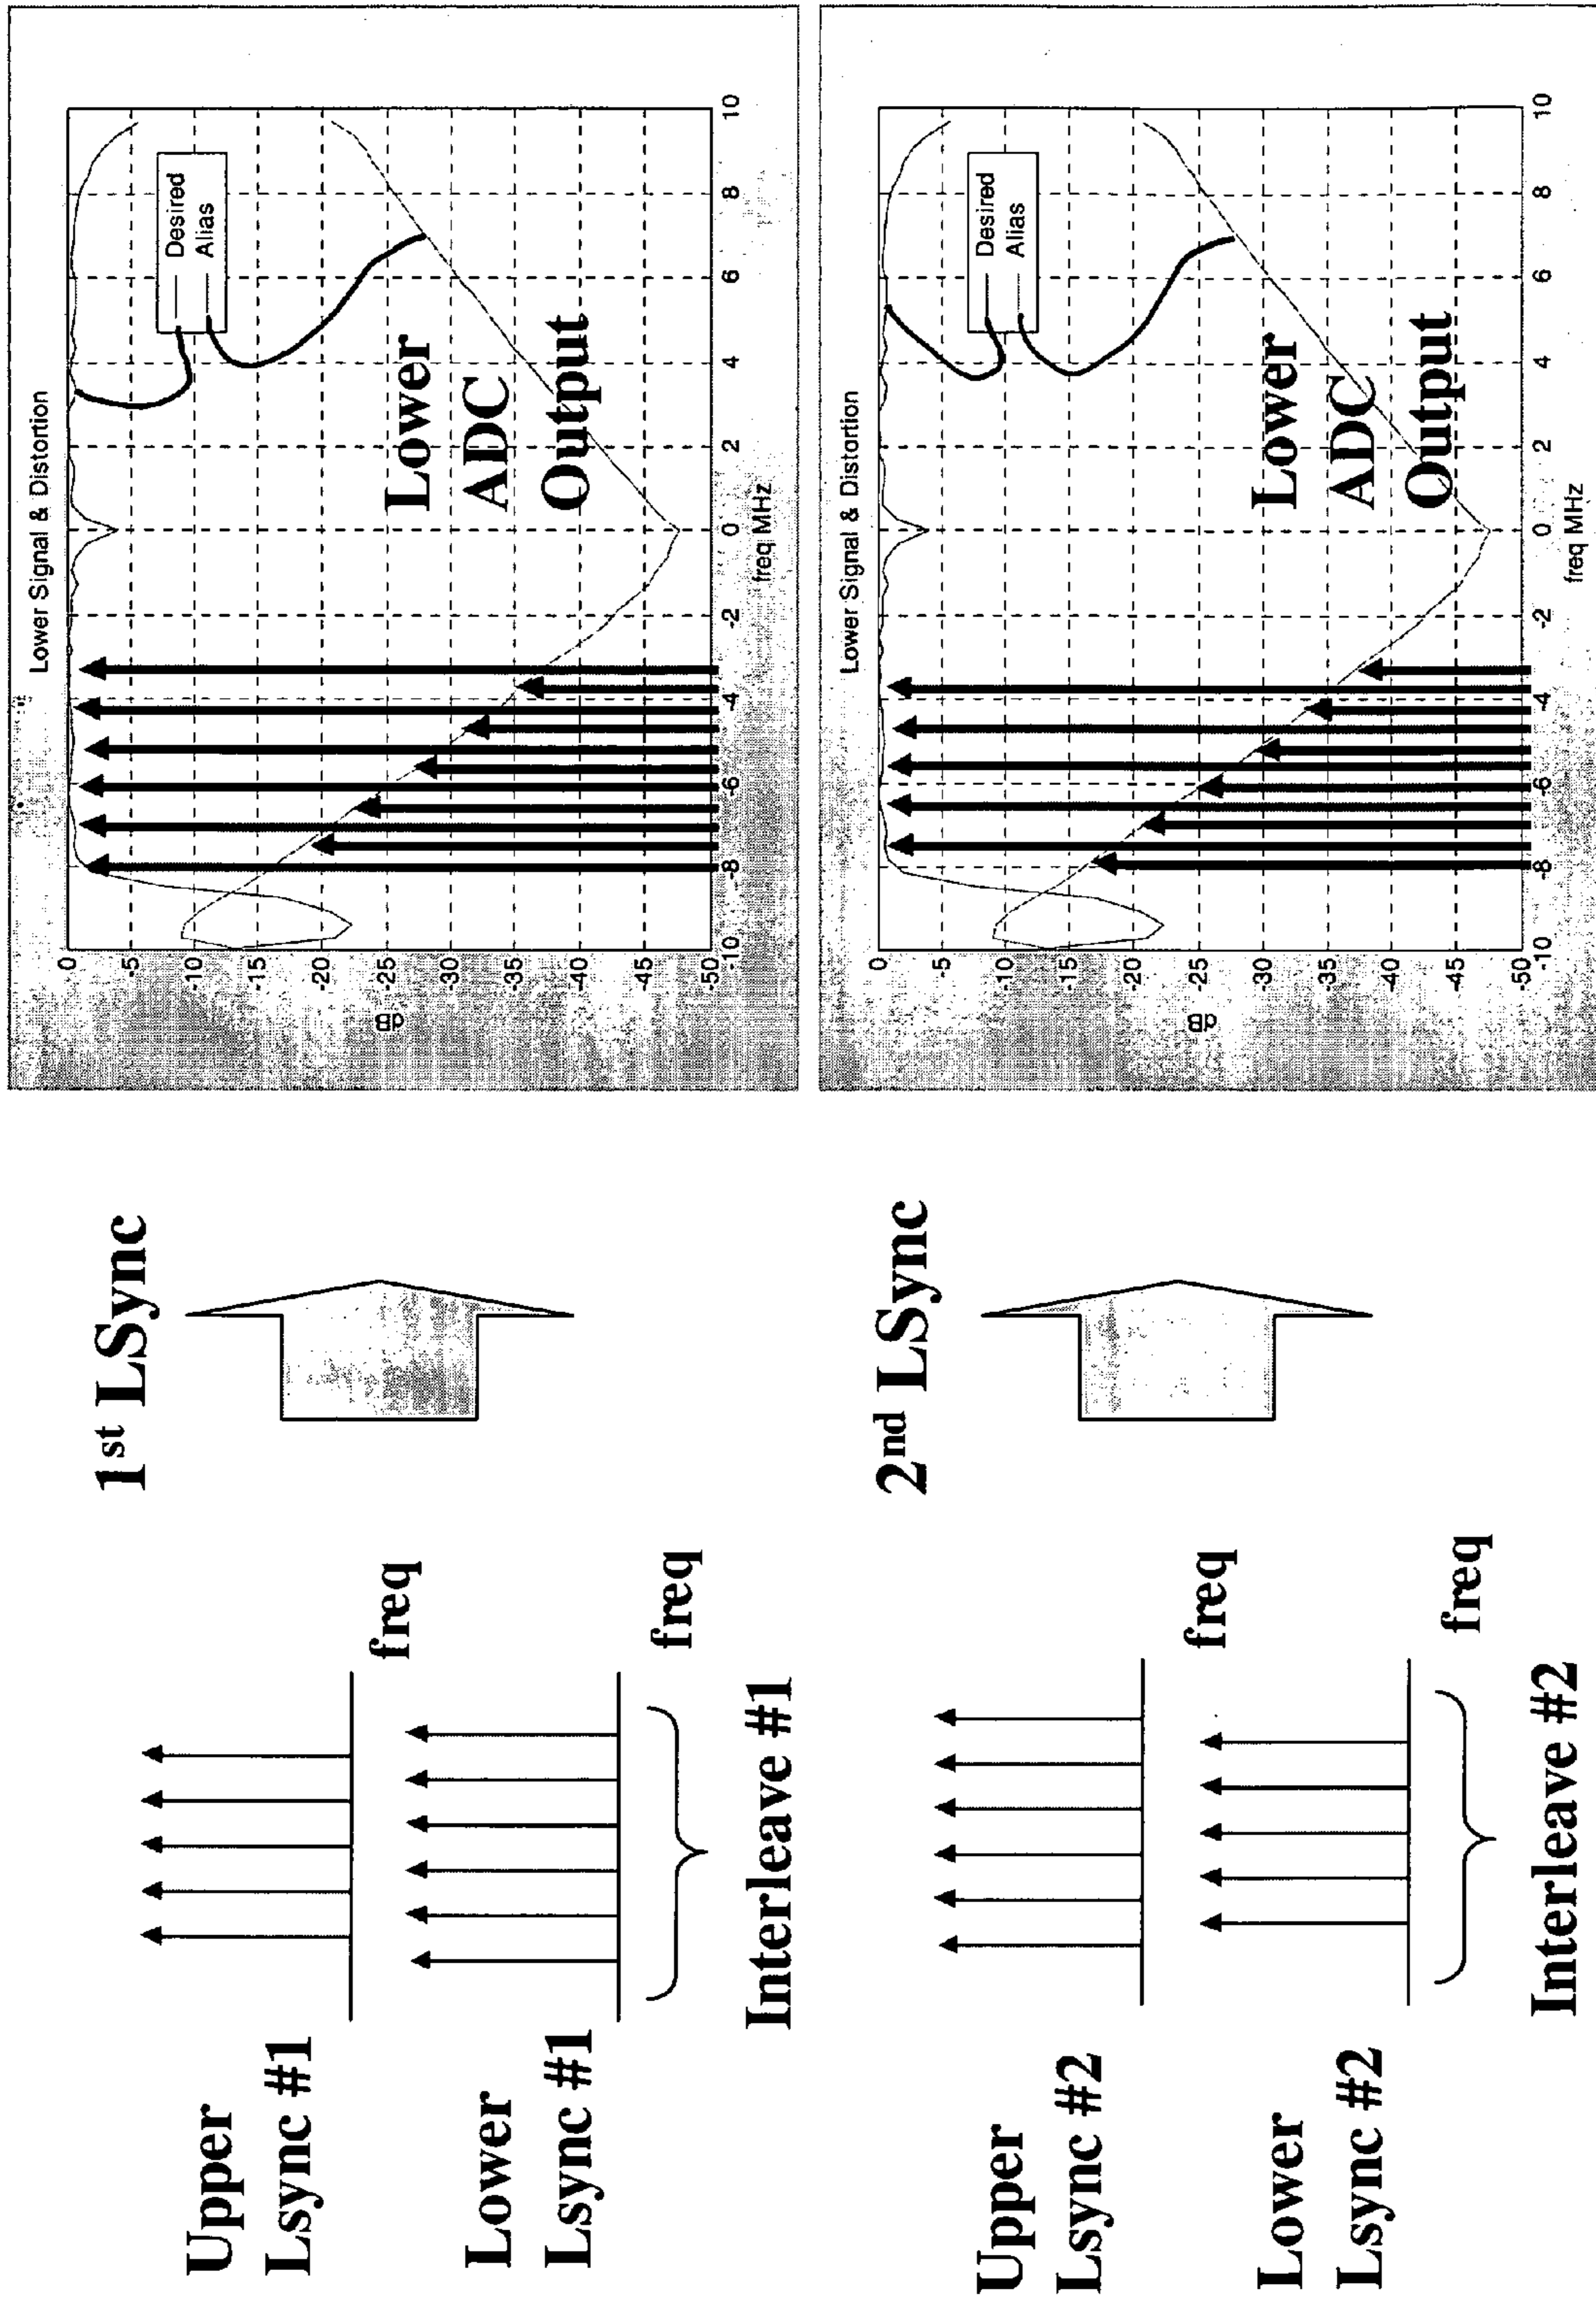 Upper
Lsync #1
freq
Lower
Lsync #1
freq
Interleave #1
1st LSync
Lower Signal & Distortion
0
-5
-10
-15
-20
-25
-30
-35
-40
-45
-50
dB
Desired
Alias
Lower
ADC
Output
-10
-8
-6
-4
-2
0
2
4
6
8
10
freq MHz
Upper
Lsync #2
freq
Lower
Lsync #2
freq
Interleave #2
2nd LSync
Lower Signal & Distortion
0
-5
-10
-15
-20
-25
-30
-35
-40
-45
-50
dB
Desired
Alias
Lower
ADC
Output
-10
-8
-6
-4
-2
0
2
4
6
8
10
freq MHz